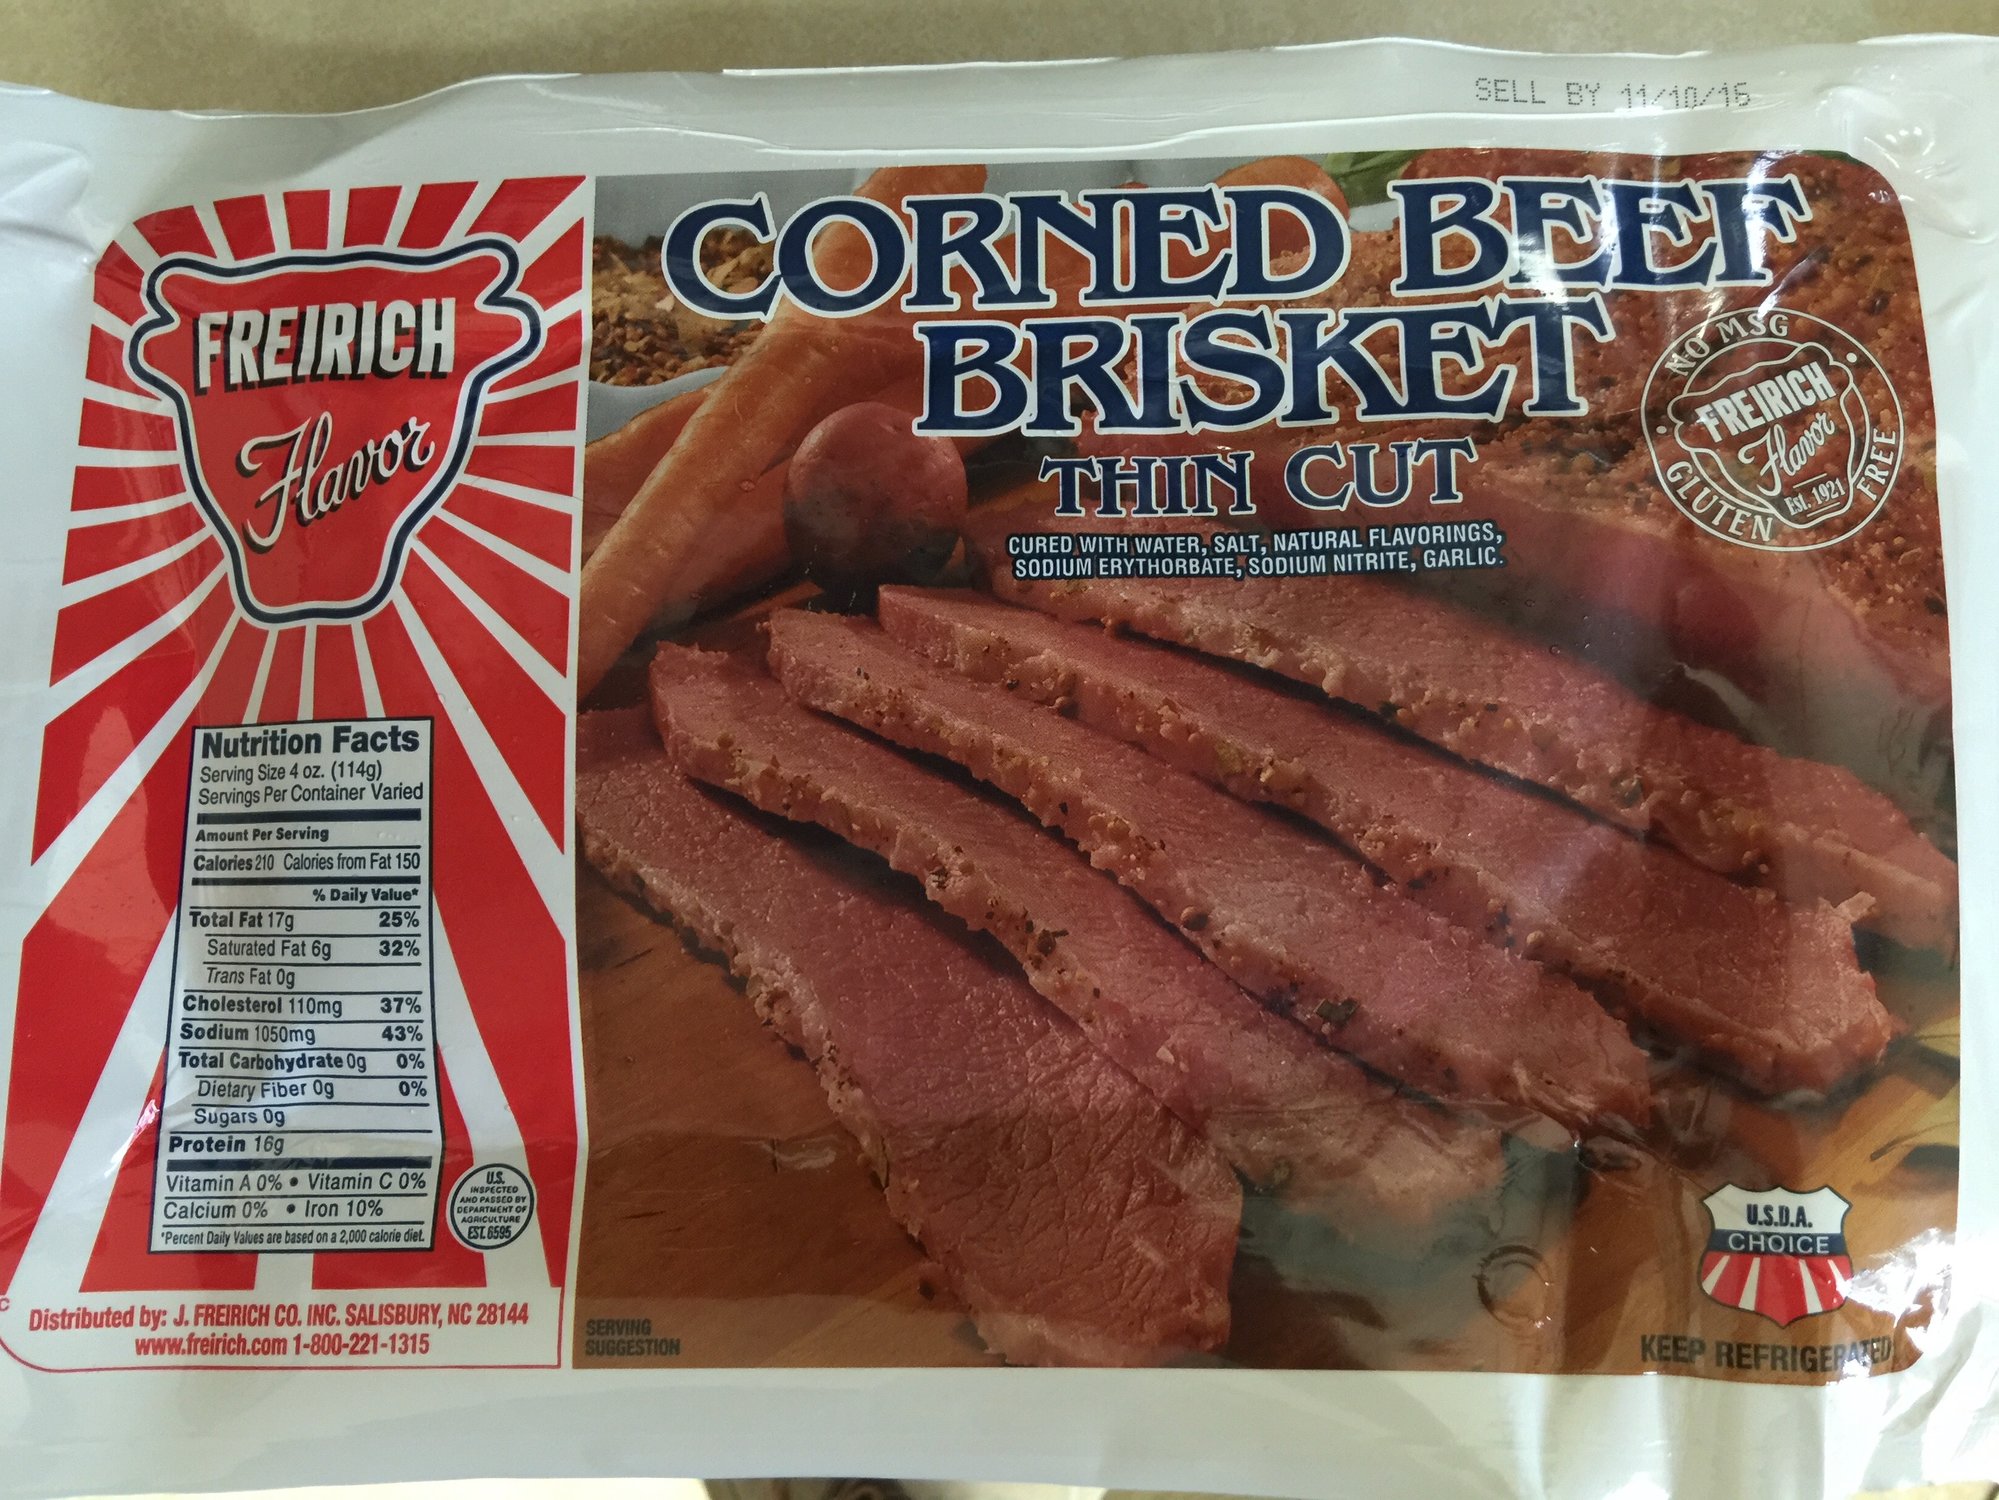 SELL BY 11/10/16
FREIRICH
Flavor
CORNED BEEF
BRISKET
THIN CUT
CURED WITH WATER, SALT, NATURAL FLAVORINGS,
SODIUM ERYTHORBATE, SODIUM NITRITE, GARLIC.
NO MSG
FREIRICH
Flavor
EST. 1921
GLUTEN FREE
Nutrition Facts
Serving Size 4 oz. (114g)
Servings Per Container Varied
Amount Per Serving
Calories 210 Calories from Fat 150
% Daily Value*
Total Fat 17g 25%
Saturated Fat 6g 32%
Trans Fat 0g
Cholesterol 110mg 37%
Sodium 1050mg 43%
Total Carbohydrate 0g 0%
Dietary Fiber 0g 0%
Sugars 0g
Protein 16g
Vitamin A 0% • Vitamin C 0%
Calcium 0% • Iron 10%
*Percent Daily Values are based on a 2,000 calorie diet.
U.S.
INSPECTED
AND PASSED BY
DEPARTMENT OF
AGRICULTURE
EST. 6595
Distributed by: J. FREIRICH CO. INC. SALISBURY, NC 28144
www.freirich.com 1-800-221-1315
SERVING
SUGGESTION
U.S.D.A.
CHOICE
KEEP REFRIGERATED